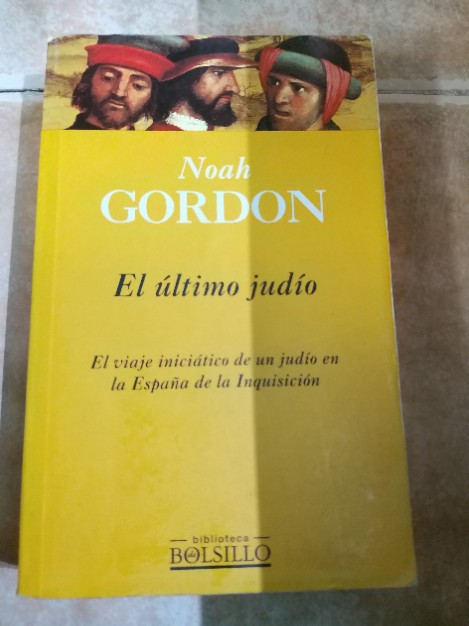 Noah
GORDON
El último judío
El viaje iniciático de un judío en
la España de la Inquisición
biblioteca
de
BOLSILLO